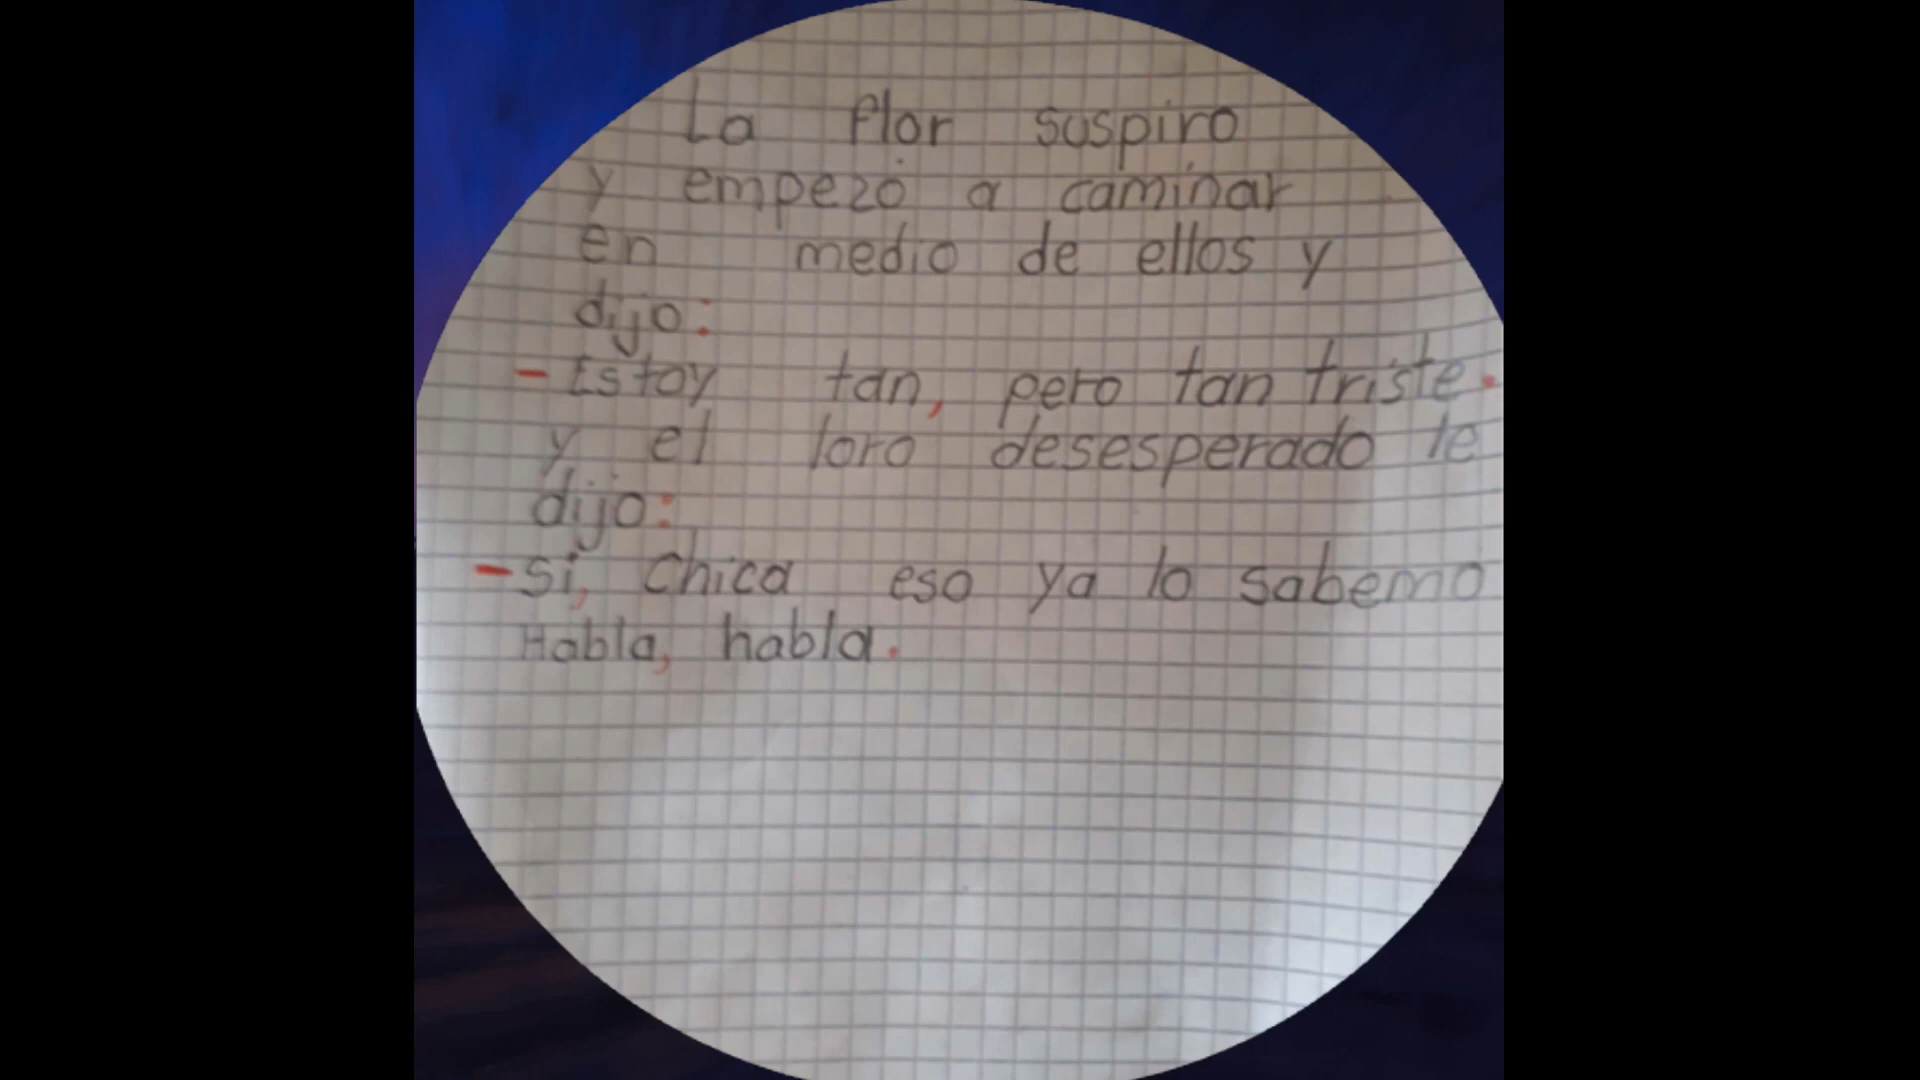 La flor suspiro
y empezó a caminar
en medio de ellos y
dijo:
- Estoy tan, pero tan triste.
y el loro desesperado le
dijo:
- Si, Chica eso ya lo sabemo
Habla, habla.